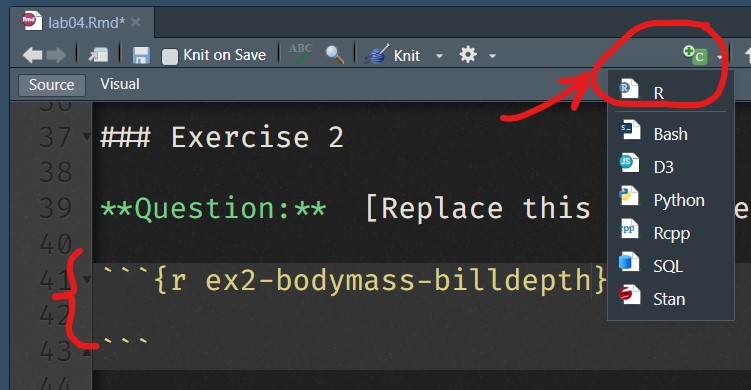 lab04.Rmd*
Knit on Save ABC Knit C
Source Visual
R
Bash
D3
Python
Rcpp
SQL
Stan
36
37 ### Exercise 2
38
39 **Question:** [Replace this
40
41 ```{r ex2-bodymass-billdepth}
42
43 ```
44